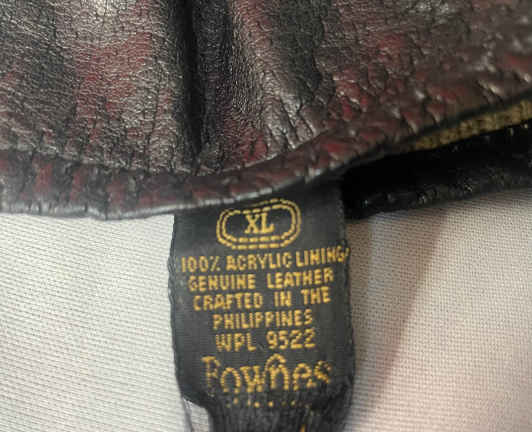 XL
100% ACRYLIC LINING
GENUINE LEATHER
CRAFTED IN THE
PHILIPPINES
WPL 9522
Fownes